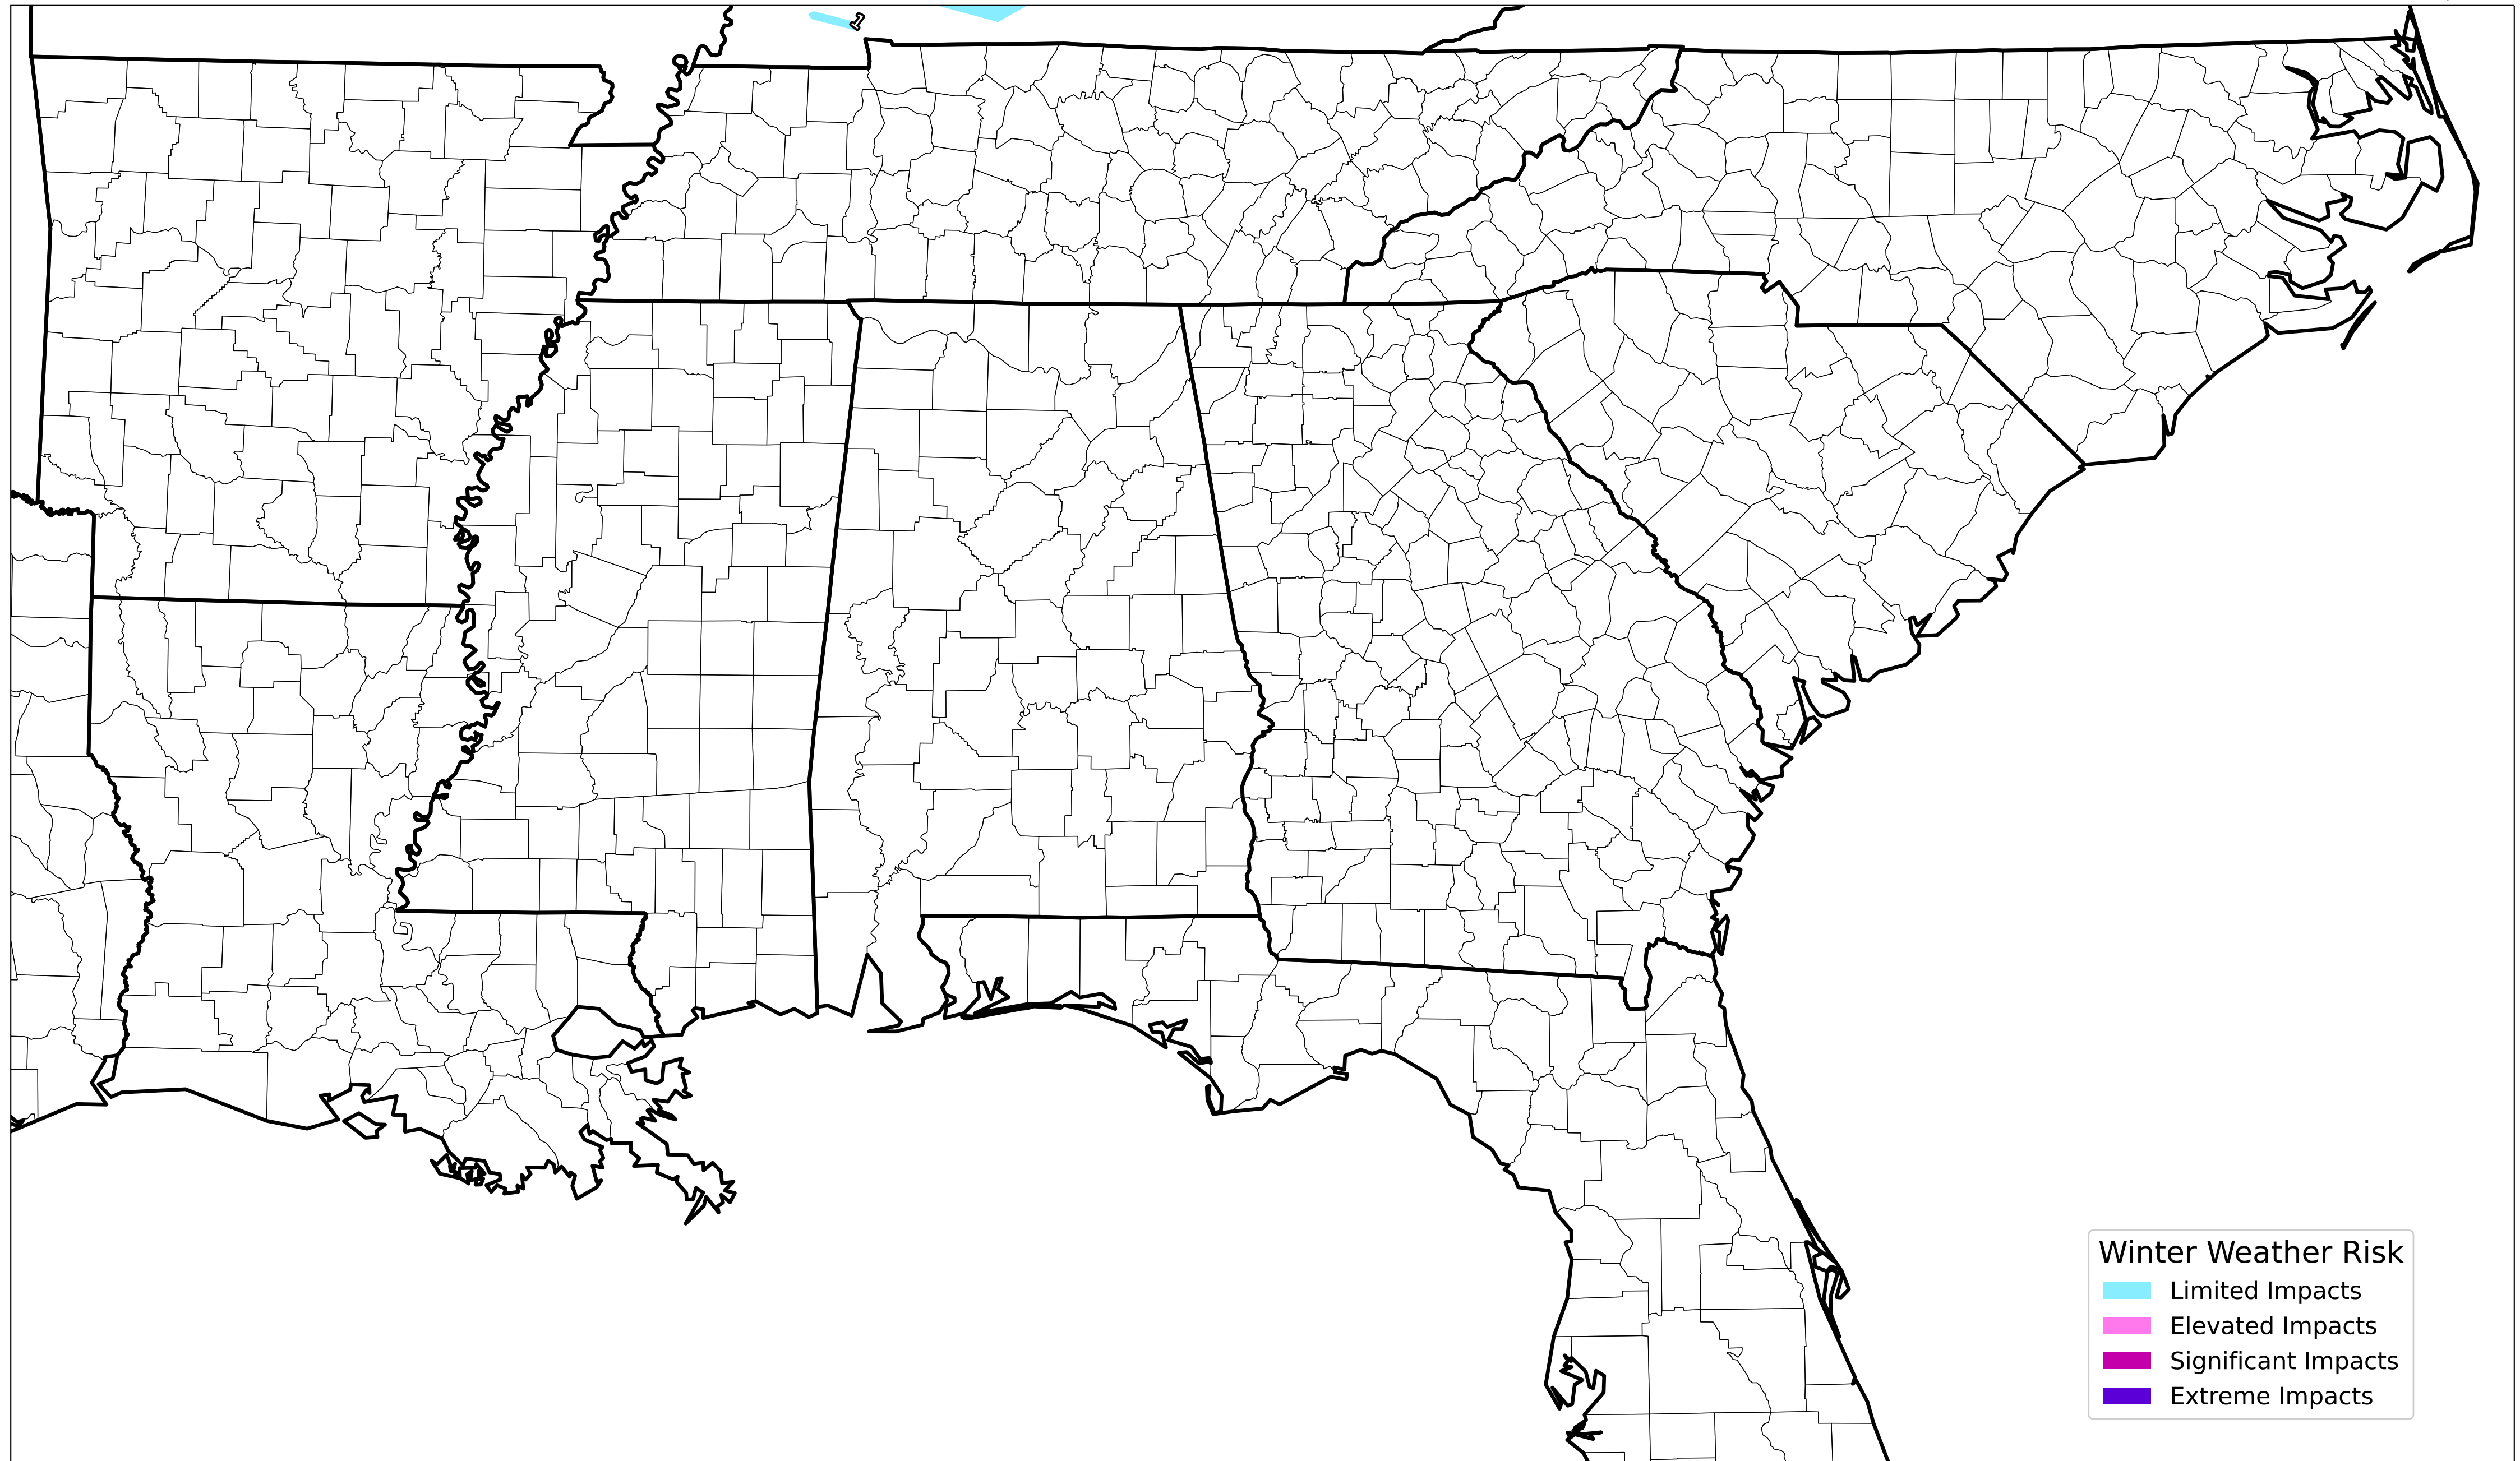 1
Winter Weather Risk
Limited Impacts
Elevated Impacts
Significant Impacts
Extreme Impacts